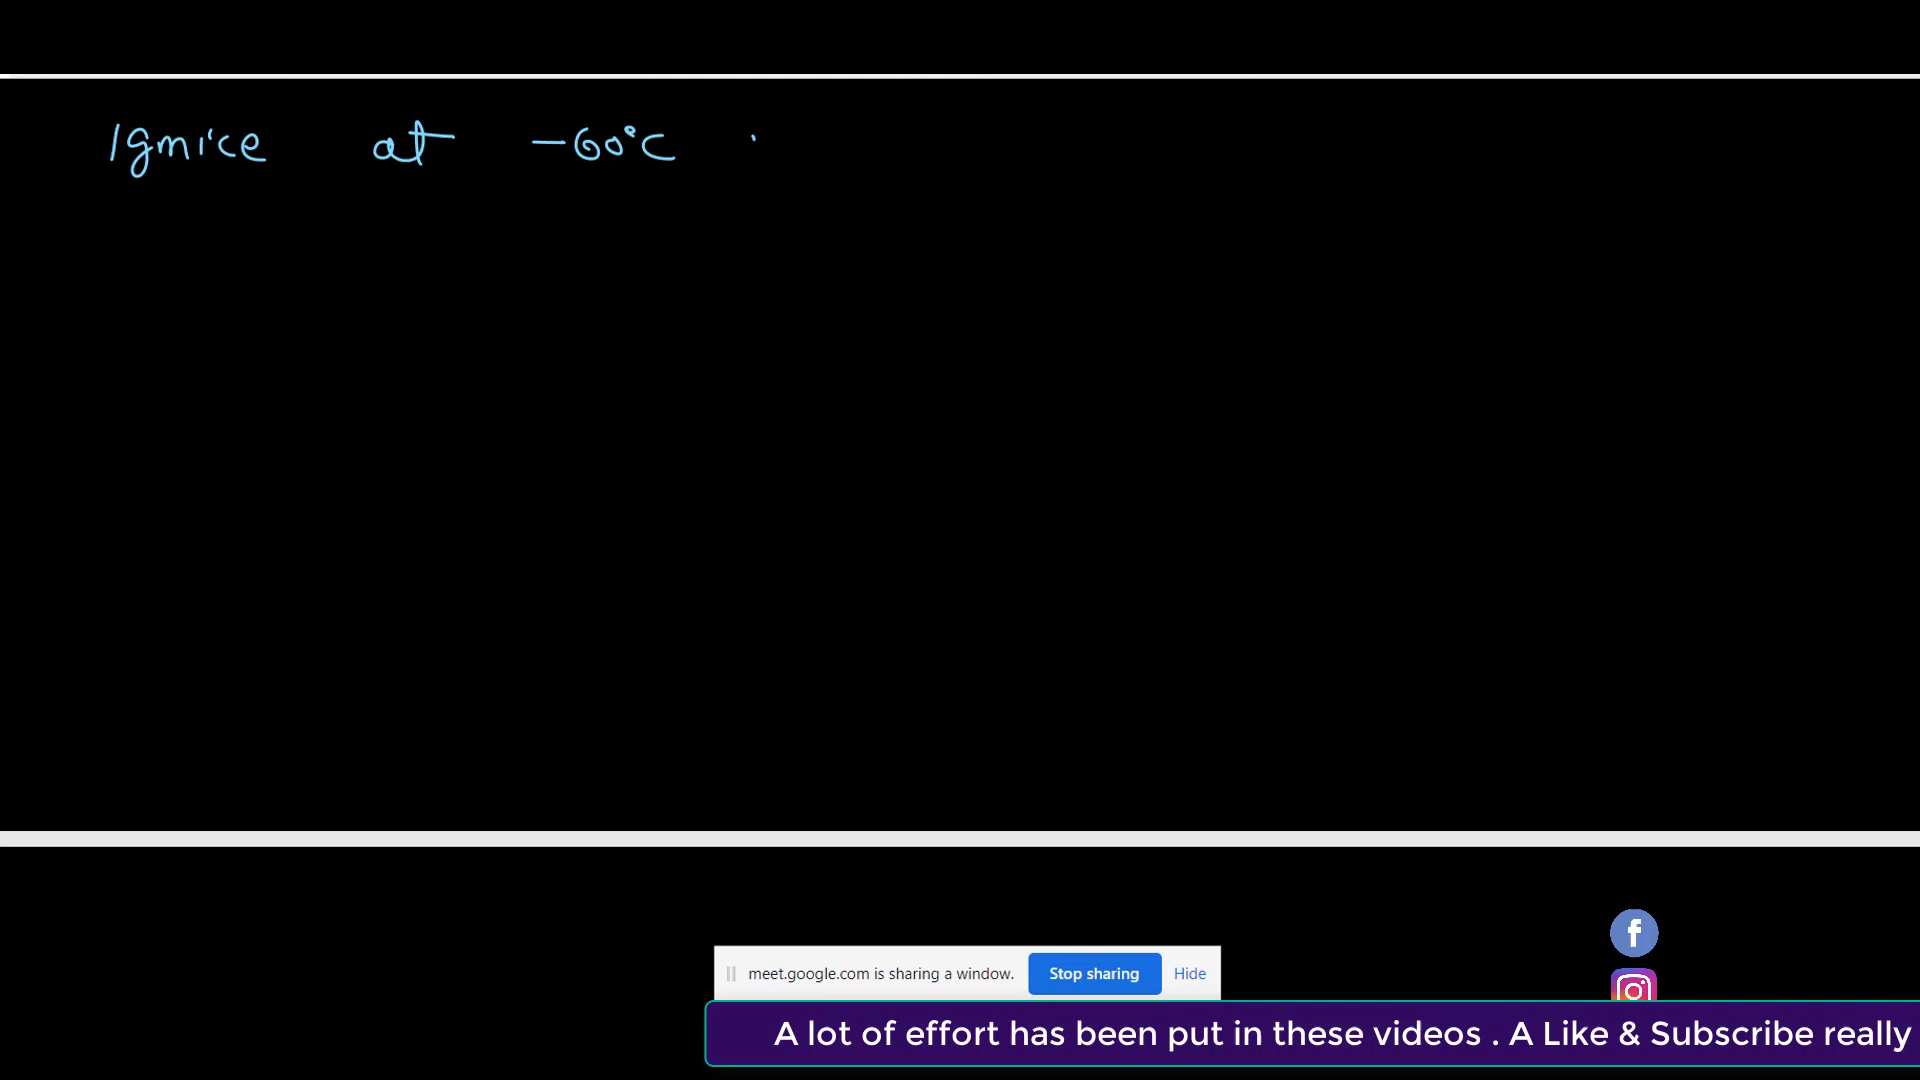 1gm ice at -60°C
meet.google.com is sharing a window. Stop sharing Hide
A lot of effort has been put in these videos . A Like & Subscribe really